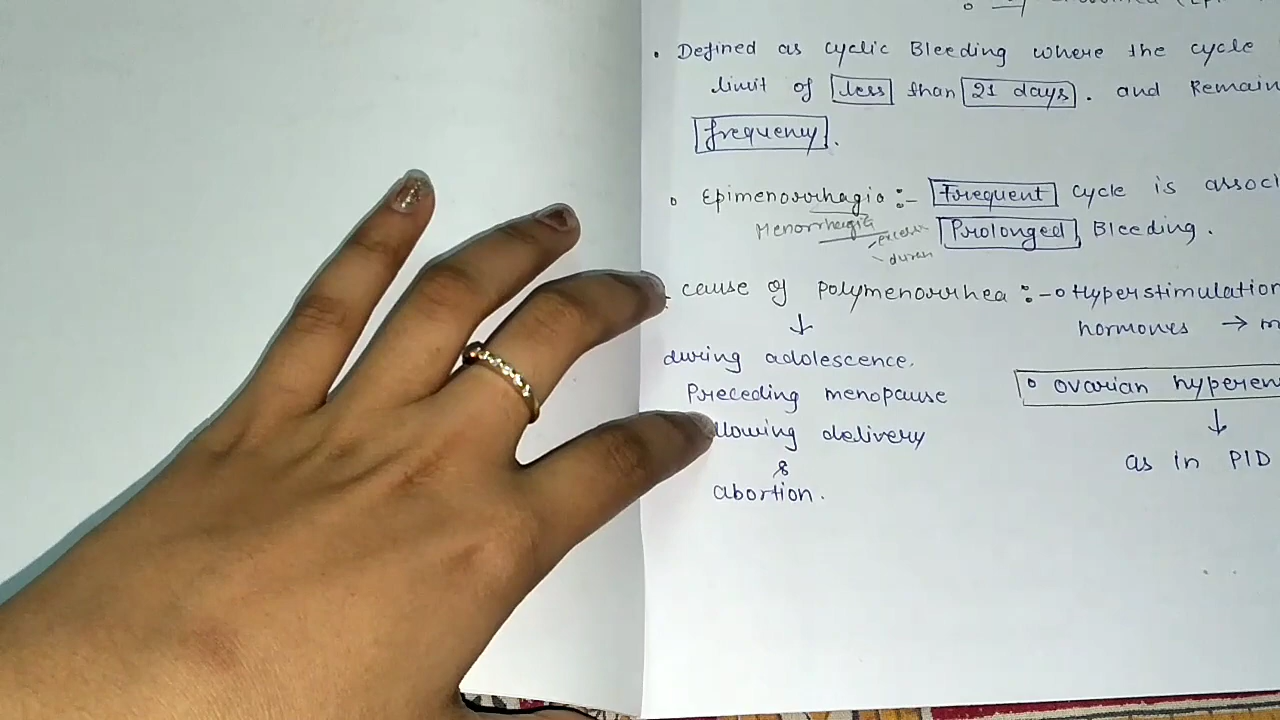 • Defined as cyclic Bleeding where the cycle
limit of less than 21 days. and Remain
frequency.
o Epimenorrhagia :- Frequent cycle is associ
Menorrhagia
Prolonged Bleeding.
cause of polymenorrhea :- o Hyperstimulation
hormones →
during adolescence.
Preceding menopause
llowing delivery
&
abortion.
o ovarian hyperem
↓
as in PID